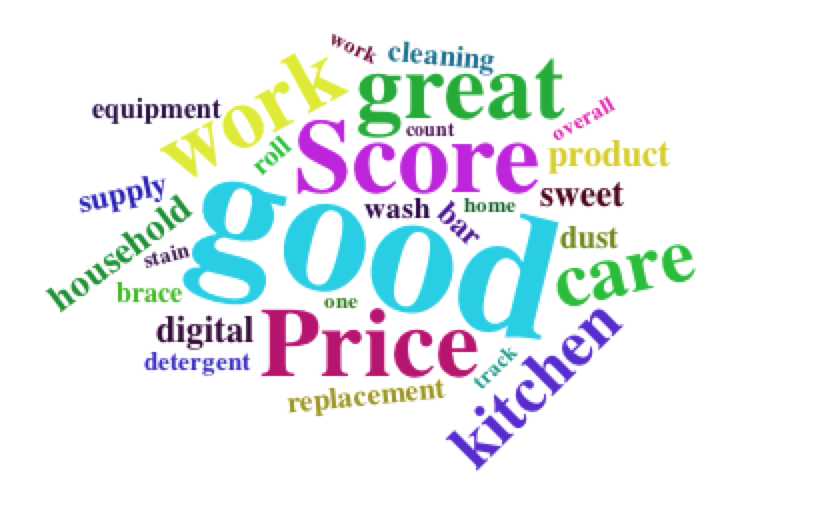 work
cleaning
great
work
equipment
count
overall
Score
roll
product
supply
sweet
wash
home
bar
household
good
stain
dust
care
brace
one
digital
Price
detergent
track
kitchen
replacement